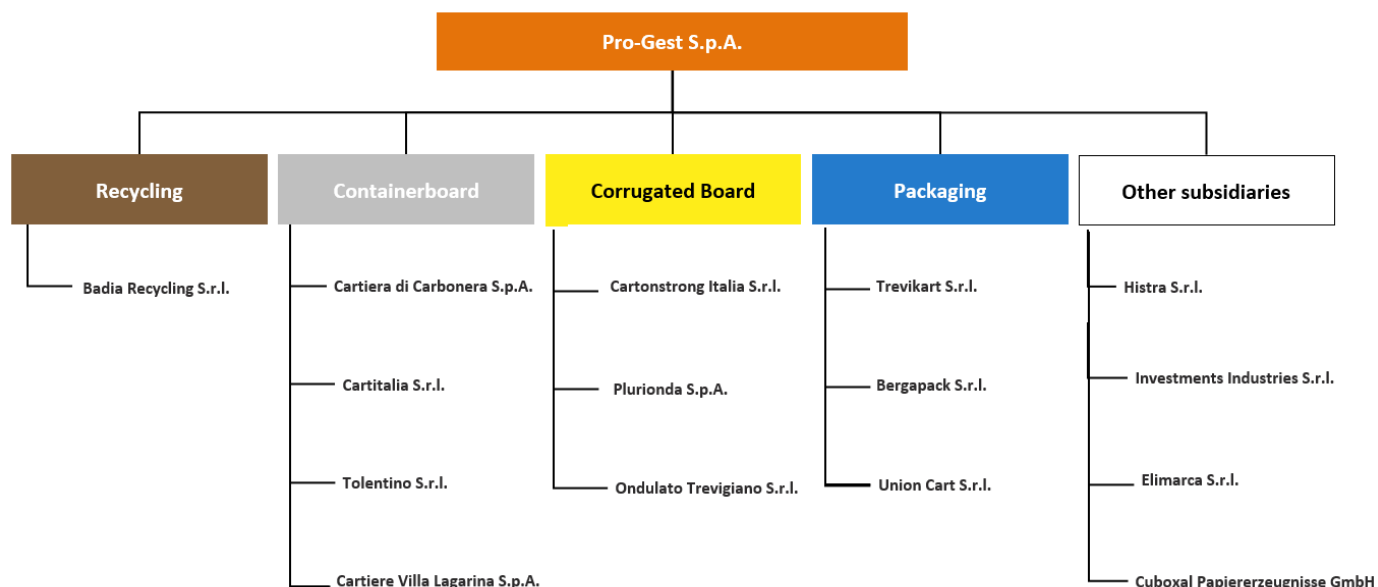 Pro-Gest S.p.A.
Recycling
Containerboard
Corrugated Board
Packaging
Other subsidiaries
Badia Recycling S.r.l.
Cartiera di Carbonera S.p.A.
Cartonstrong Italia S.r.l.
Trevikart S.r.l.
Histra S.r.l.
Cartitalia S.r.l.
Plurionda S.p.A.
Bergapack S.r.l.
Investments Industries S.r.l.
Tolentino S.r.l.
Ondulato Trevigiano S.r.l.
Union Cart S.r.l.
Elimarca S.r.l.
Cartiere Villa Lagarina S.p.A.
Cuboxal Papiererzeugnisse GmbH